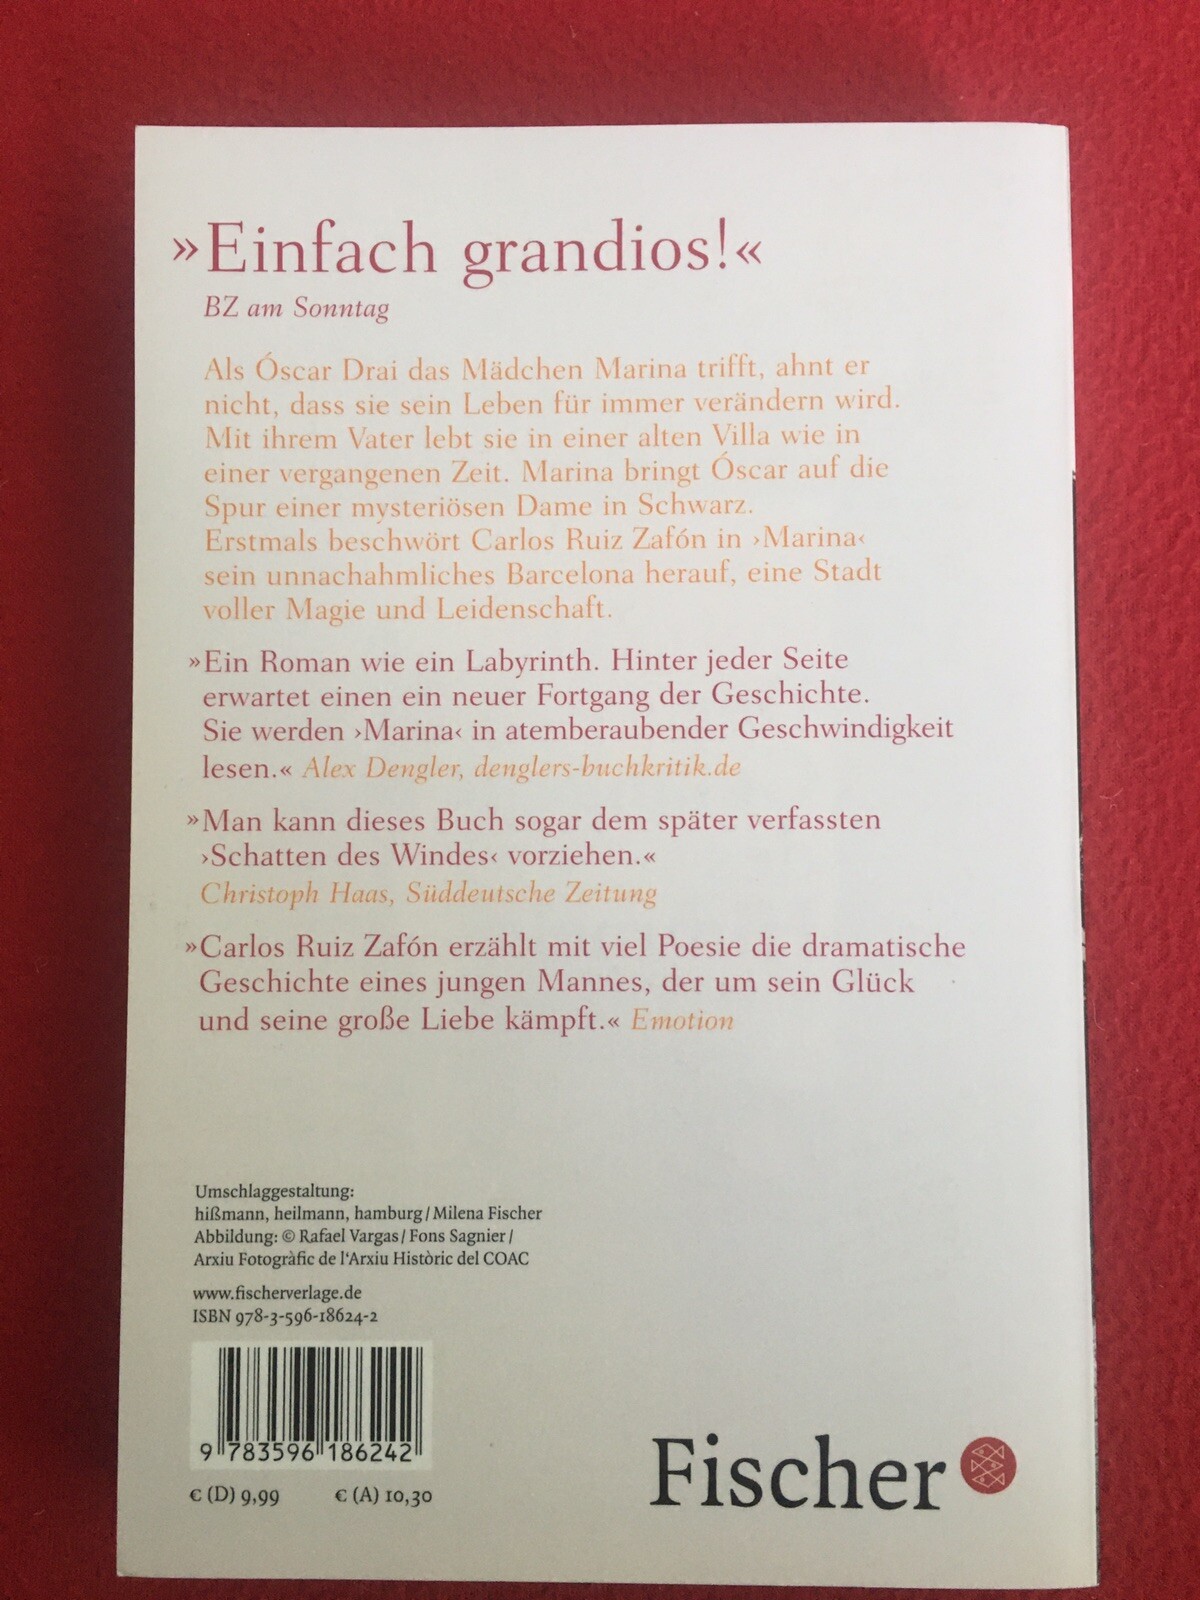 »Einfach grandios!«
BZ am Sonntag
Als Óscar Drai das Mädchen Marina trifft, ahnt er
nicht, dass sie sein Leben für immer verändern wird.
Mit ihrem Vater lebt sie in einer alten Villa wie in
einer vergangenen Zeit. Marina bringt Óscar auf die
Spur einer mysteriösen Dame in Schwarz.
Erstmals beschwört Carlos Ruiz Zafón in ›Marina‹
sein unnachahmliches Barcelona herauf, eine Stadt
voller Magie und Leidenschaft.
»Ein Roman wie ein Labyrinth. Hinter jeder Seite
erwartet einen ein neuer Fortgang der Geschichte.
Sie werden ›Marina‹ in atemberaubender Geschwindigkeit
lesen.« Alex Dengler, denglers-buchkritik.de
»Man kann dieses Buch sogar dem später verfassten
›Schatten des Windes‹ vorziehen.«
Christoph Haas, Süddeutsche Zeitung
»Carlos Ruiz Zafón erzählt mit viel Poesie die dramatische
Geschichte eines jungen Mannes, der um sein Glück
und seine große Liebe kämpft.« Emotion
Umschlaggestaltung:
hißmann, heilmann, hamburg / Milena Fischer
Abbildung: © Rafael Vargas / Fons Sagnier /
Arxiu Fotogràfic de l'Arxiu Històric del COAC
www.fischerverlage.de
ISBN 978-3-596-18624-2
9 783596 186242
€ (D) 9,99 € (A) 10,30
Fischer